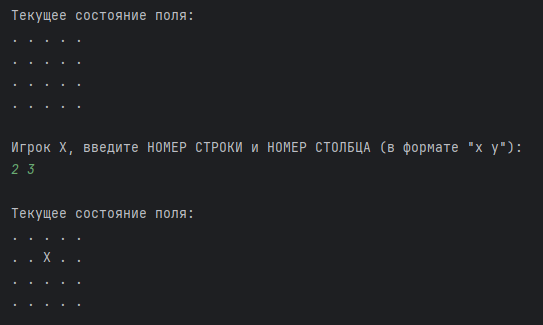 Текущее состояние поля:
. . . . .
. . . . .
. . . . .
. . . . .
Игрок X, введите НОМЕР СТРОКИ и НОМЕР СТОЛБЦА (в формате "x y"):
2 3
Текущее состояние поля:
. . . . .
. . X . .
. . . . .
. . . . .